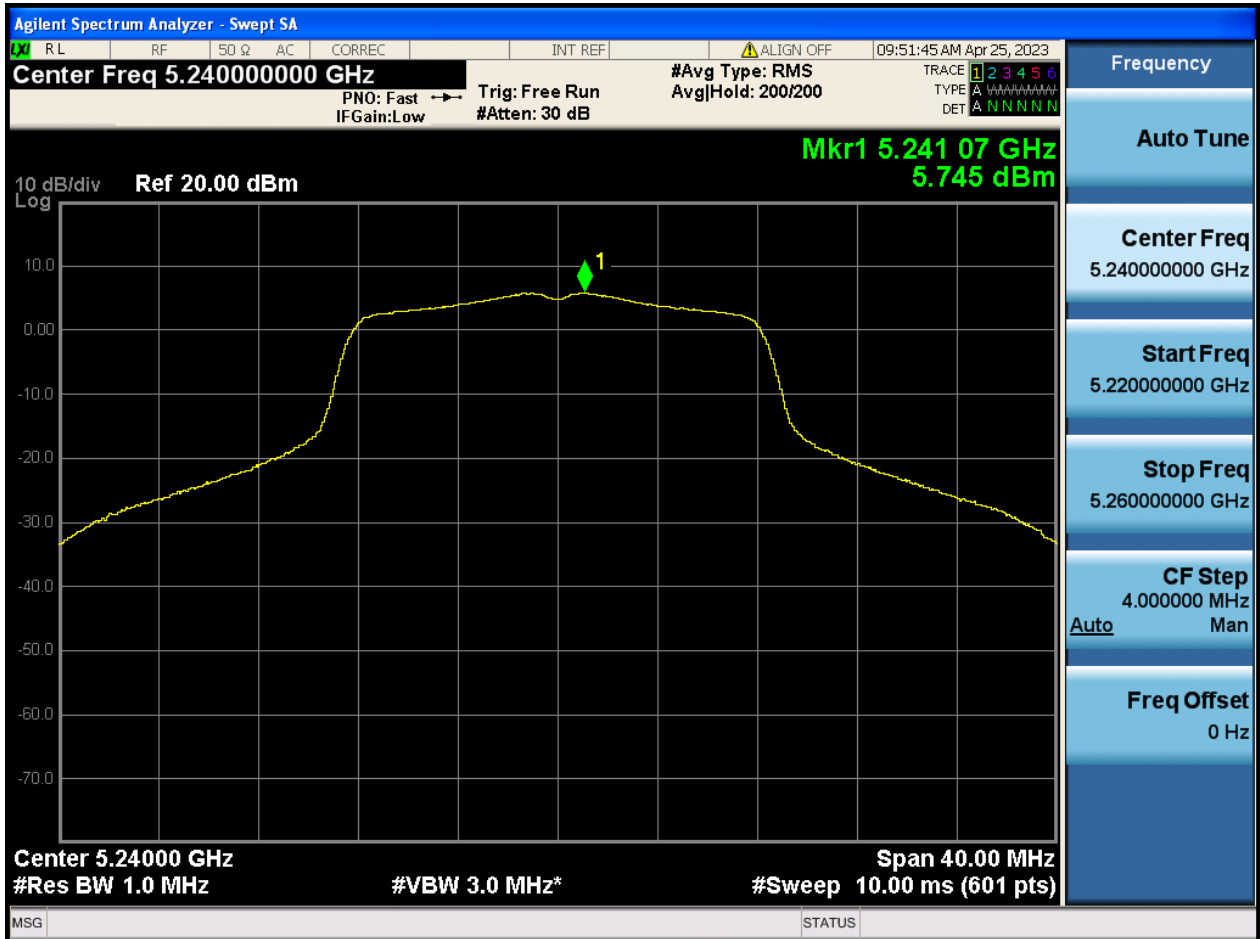 Agilent Spectrum Analyzer - Swept SA
LXI RL RF 50 Ω AC CORREC INT REF ALIGN OFF 09:51:45 AM Apr 25, 2023
Center Freq 5.240000000 GHz
PNO: Fast
IFGain:Low
Trig: Free Run
#Atten: 30 dB
#Avg Type: RMS
Avg|Hold: 200/200
TRACE 1 2 3 4 5 6
TYPE A WWWWW
DET A N N N N N
Mkr1 5.241 07 GHz
5.745 dBm
10 dB/div Ref 20.00 dBm
Log
10.0
0.00
-10.0
-20.0
-30.0
-40.0
-50.0
-60.0
-70.0
1
Center 5.24000 GHz Span 40.00 MHz
#Res BW 1.0 MHz #VBW 3.0 MHz* #Sweep 10.00 ms (601 pts)
MSG STATUS
Frequency
Auto Tune
Center Freq
5.240000000 GHz
Start Freq
5.220000000 GHz
Stop Freq
5.260000000 GHz
CF Step
4.000000 MHz
Auto Man
Freq Offset
0 Hz